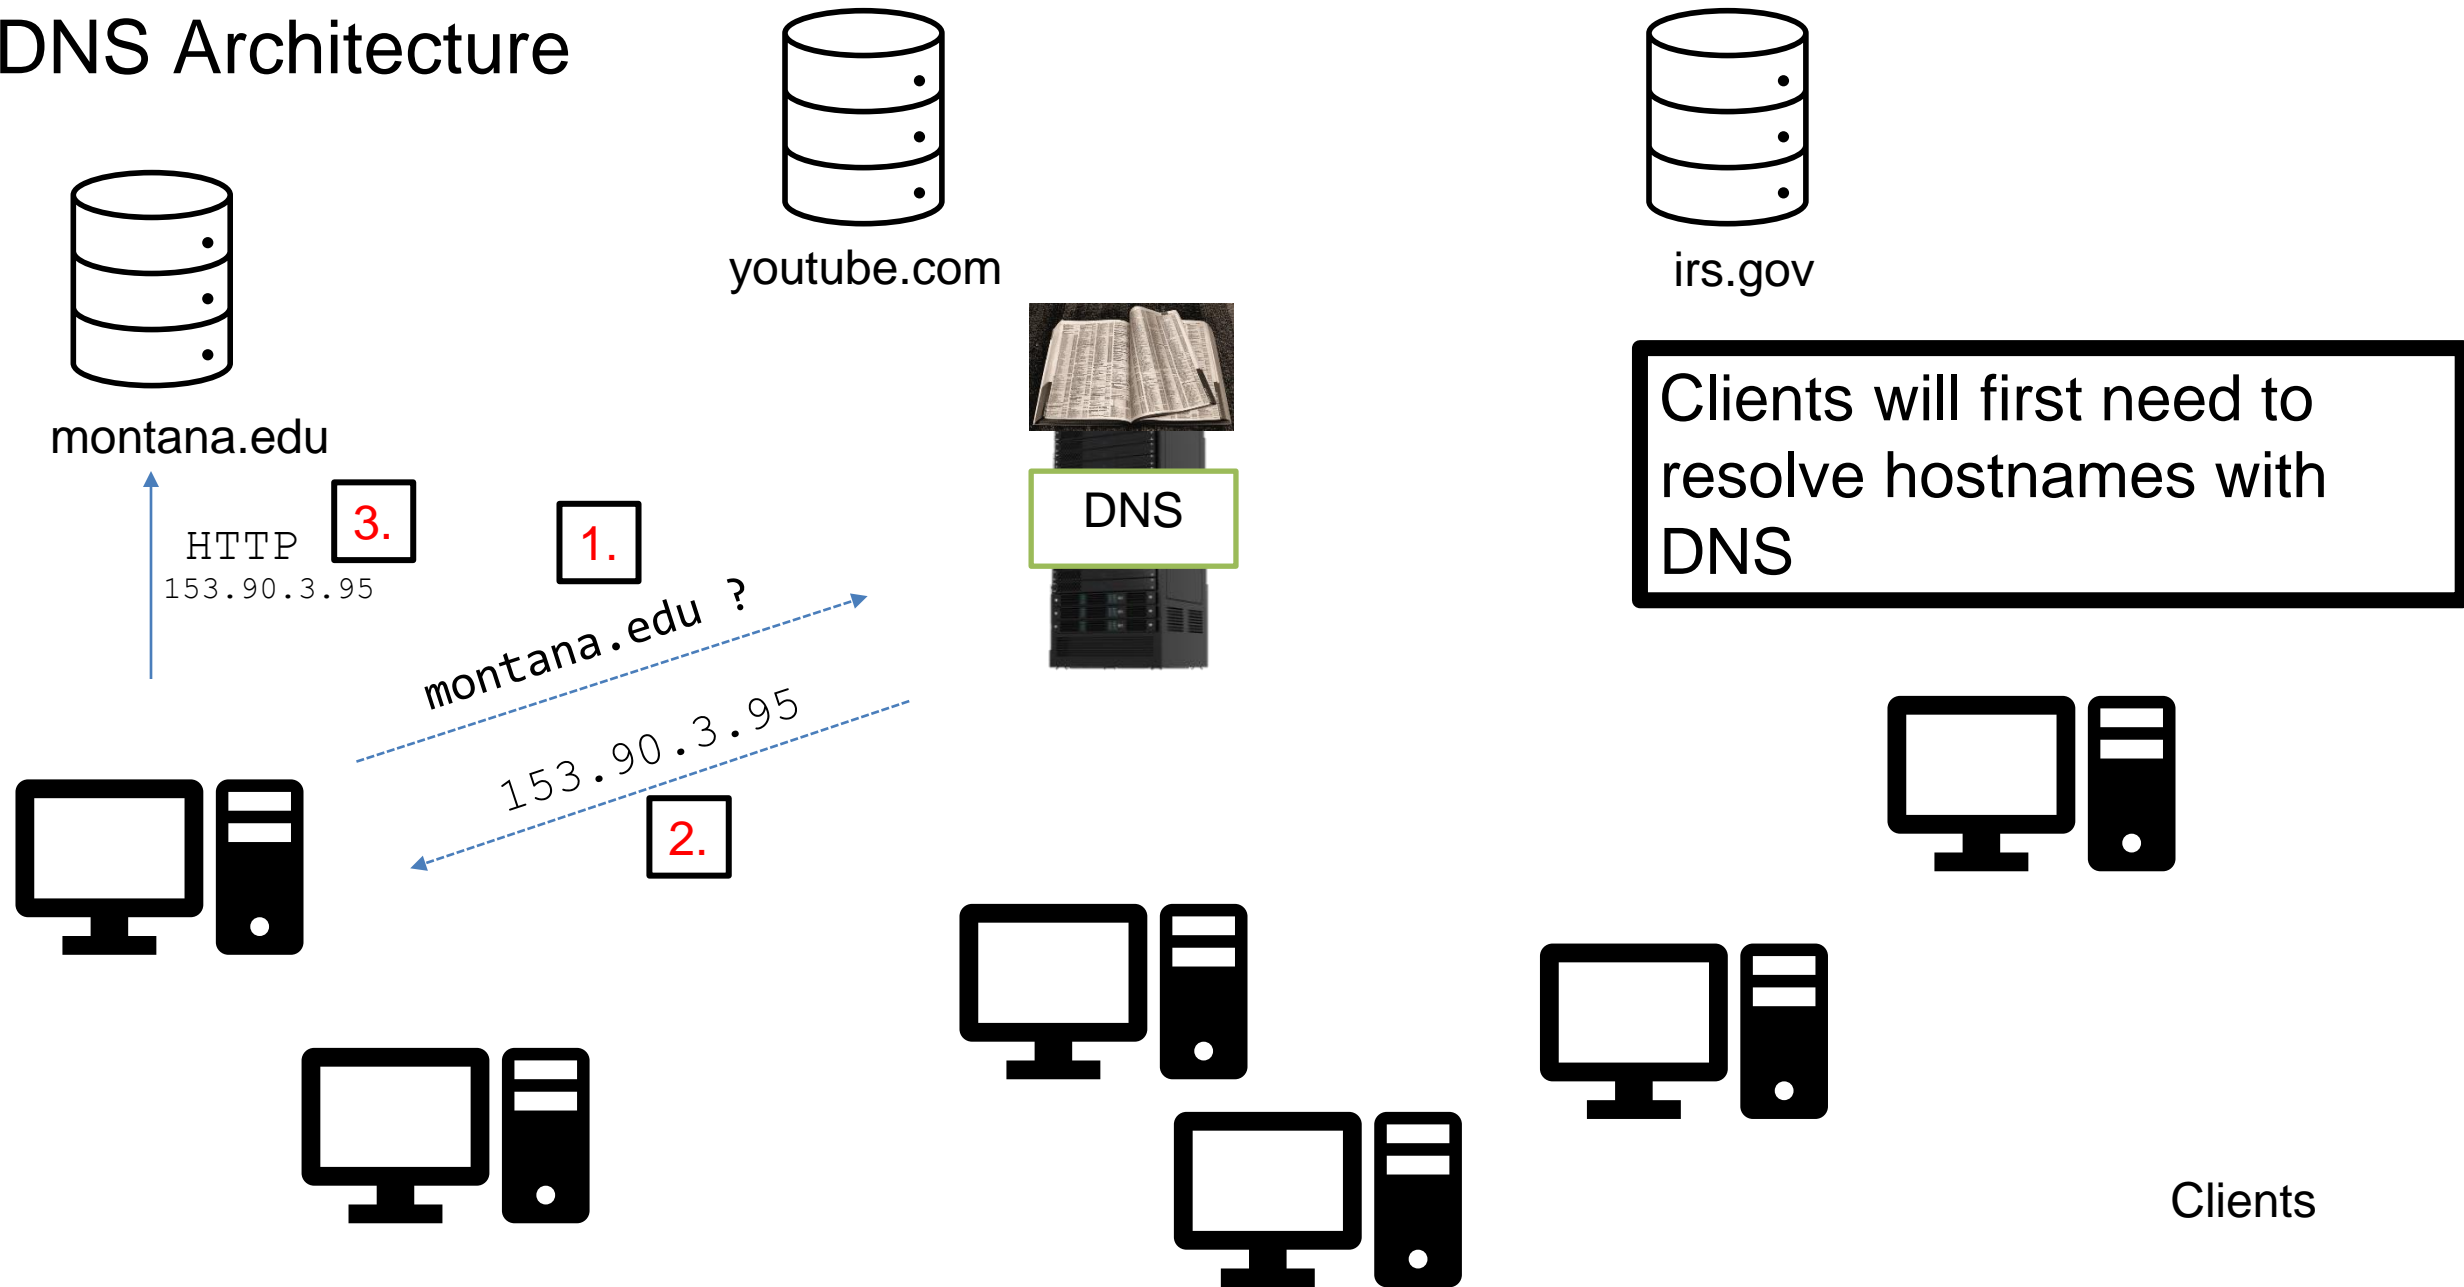 DNS Architecture
youtube.com
irs.gov
montana.edu
Clients will first need to
resolve hostnames with
DNS
DNS
3.
1.
HTTP
153.90.3.95
montana.edu ?
153.90.3.95
2.
Clients